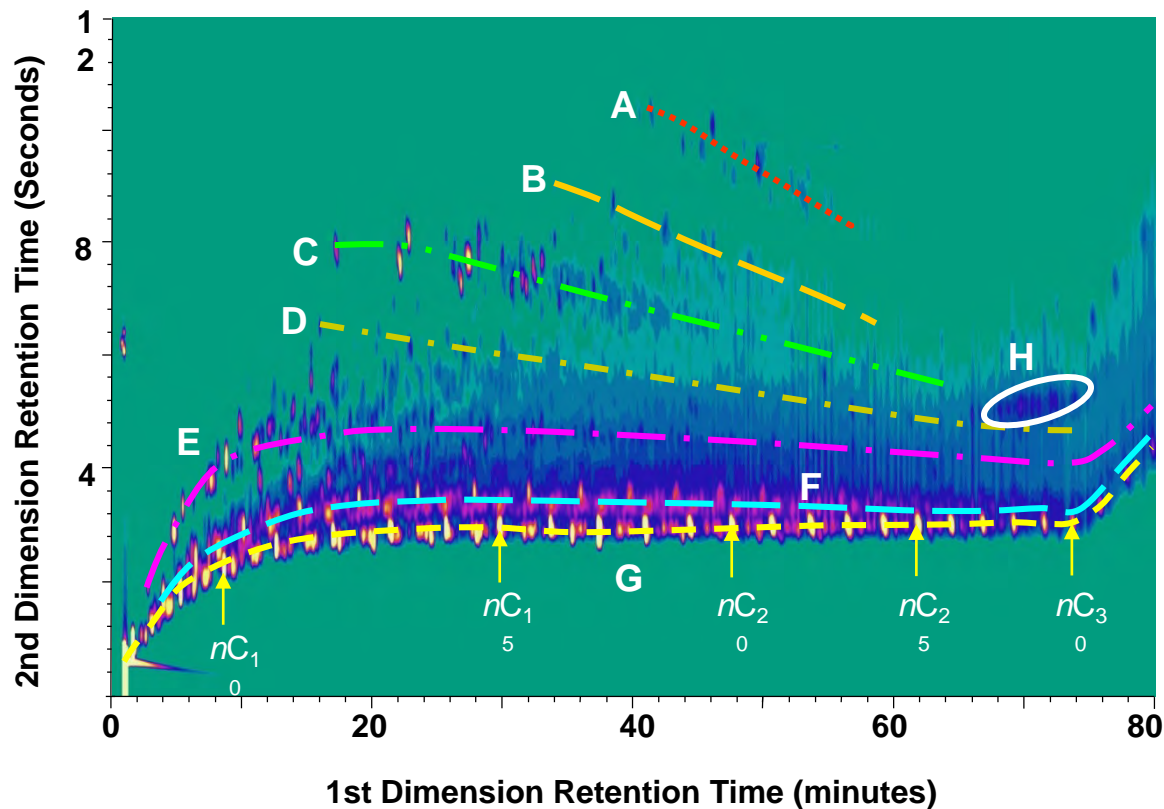 1
2
A
B
8
C
D
H
E
4
F
G
nC1
0
nC1
5
nC2
0
nC2
5
nC3
0
0
20
40
60
80
2nd Dimension Retention Time (Seconds)
1st Dimension Retention Time (minutes)